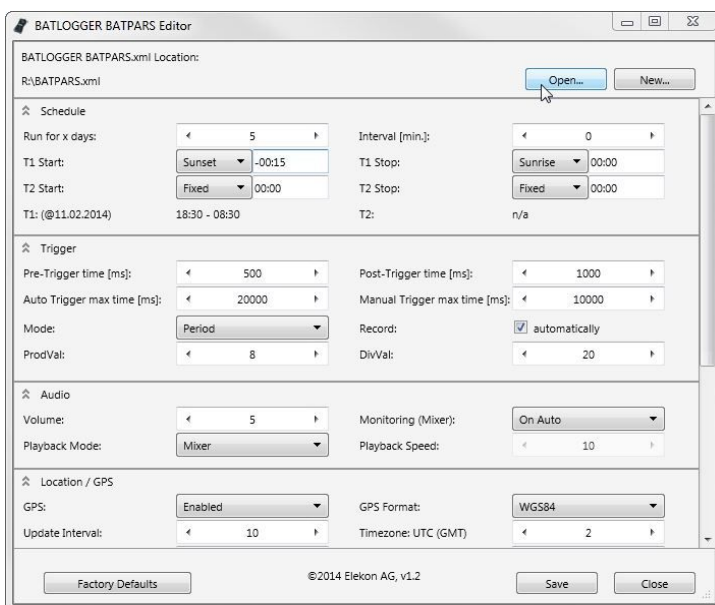 BATLOGGER BATPARS Editor
BATLOGGER BATPARS.xml Location:
R:\BATPARS.xml Open... New...
Schedule
Run for x days: 5 Interval [min.]: 0
T1 Start: Sunset -00:15 T1 Stop: Sunrise 00:00
T2 Start: Fixed 00:00 T2 Stop: Fixed 00:00
T1: (@11.02.2014) 18:30 - 08:30 T2: n/a
Trigger
Pre-Trigger time [ms]: 500 Post-Trigger time [ms]: 1000
Auto Trigger max time [ms]: 20000 Manual Trigger max time [ms]: 10000
Mode: Period Record: automatically
ProdVal: 8 DivVal: 20
Audio
Volume: 5 Monitoring (Mixer): On Auto
Playback Mode: Mixer Playback Speed: 10
Location / GPS
GPS: Enabled GPS Format: WGS84
Update Interval: 10 Timezone: UTC (GMT) 2
Factory Defaults ©2014 Elekon AG, v1.2 Save Close